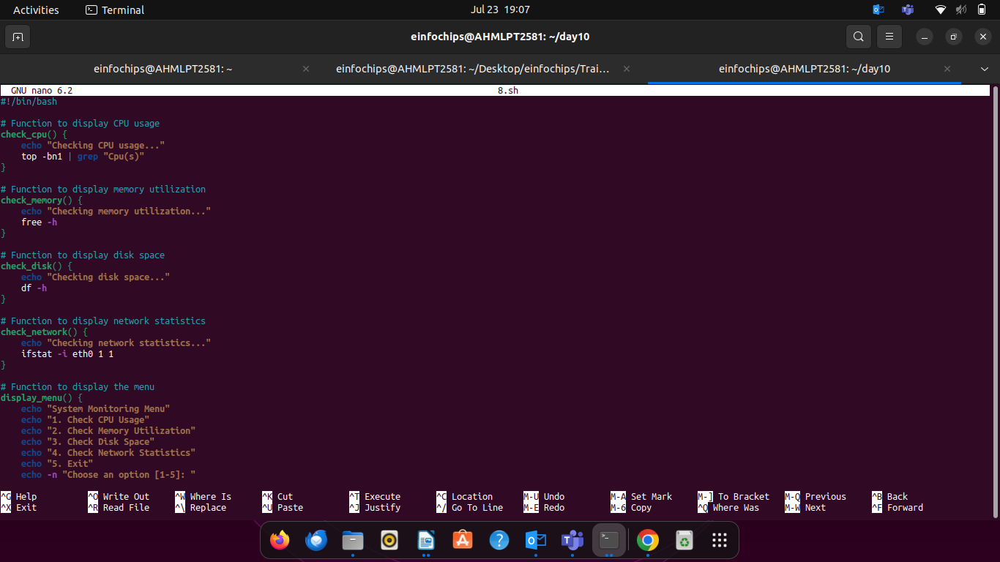 Activities Terminal Jul 23 19:07
einfochips@AHMLPT2581: ~/day10
einfochips@AHMLPT2581: ~ einfochips@AHMLPT2581: ~/Desktop/einfochips/Trai... einfochips@AHMLPT2581: ~/day10
GNU nano 6.2 8.sh
#!/bin/bash

# Function to display CPU usage
check_cpu() {
    echo "Checking CPU usage..."
    top -bn1 | grep "Cpu(s)"
}

# Function to display memory utilization
check_memory() {
    echo "Checking memory utilization..."
    free -h
}

# Function to display disk space
check_disk() {
    echo "Checking disk space..."
    df -h
}

# Function to display network statistics
check_network() {
    echo "Checking network statistics..."
    ifstat -i eth0 1 1
}

# Function to display the menu
display_menu() {
    echo "System Monitoring Menu"
    echo "1. Check CPU Usage"
    echo "2. Check Memory Utilization"
    echo "3. Check Disk Space"
    echo "4. Check Network Statistics"
    echo "5. Exit"
    echo -n "Choose an option [1-5]: "

^G Help ^O Write Out ^W Where Is ^K Cut ^T Execute ^C Location M-U Undo M-A Set Mark M-] To Bracket M-Q Previous ^B Back
^X Exit ^R Read File ^\ Replace ^U Paste ^J Justify ^/ Go To Line M-E Redo M-6 Copy ^Q Where Was M-W Next ^F Forward